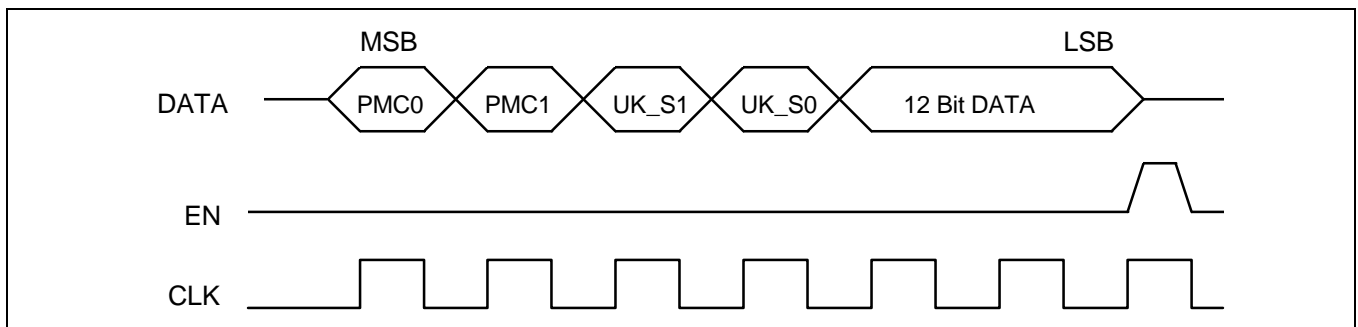 MSB LSB
DATA PMC0 PMC1 UK_S1 UK_S0 12 Bit DATA
EN
CLK